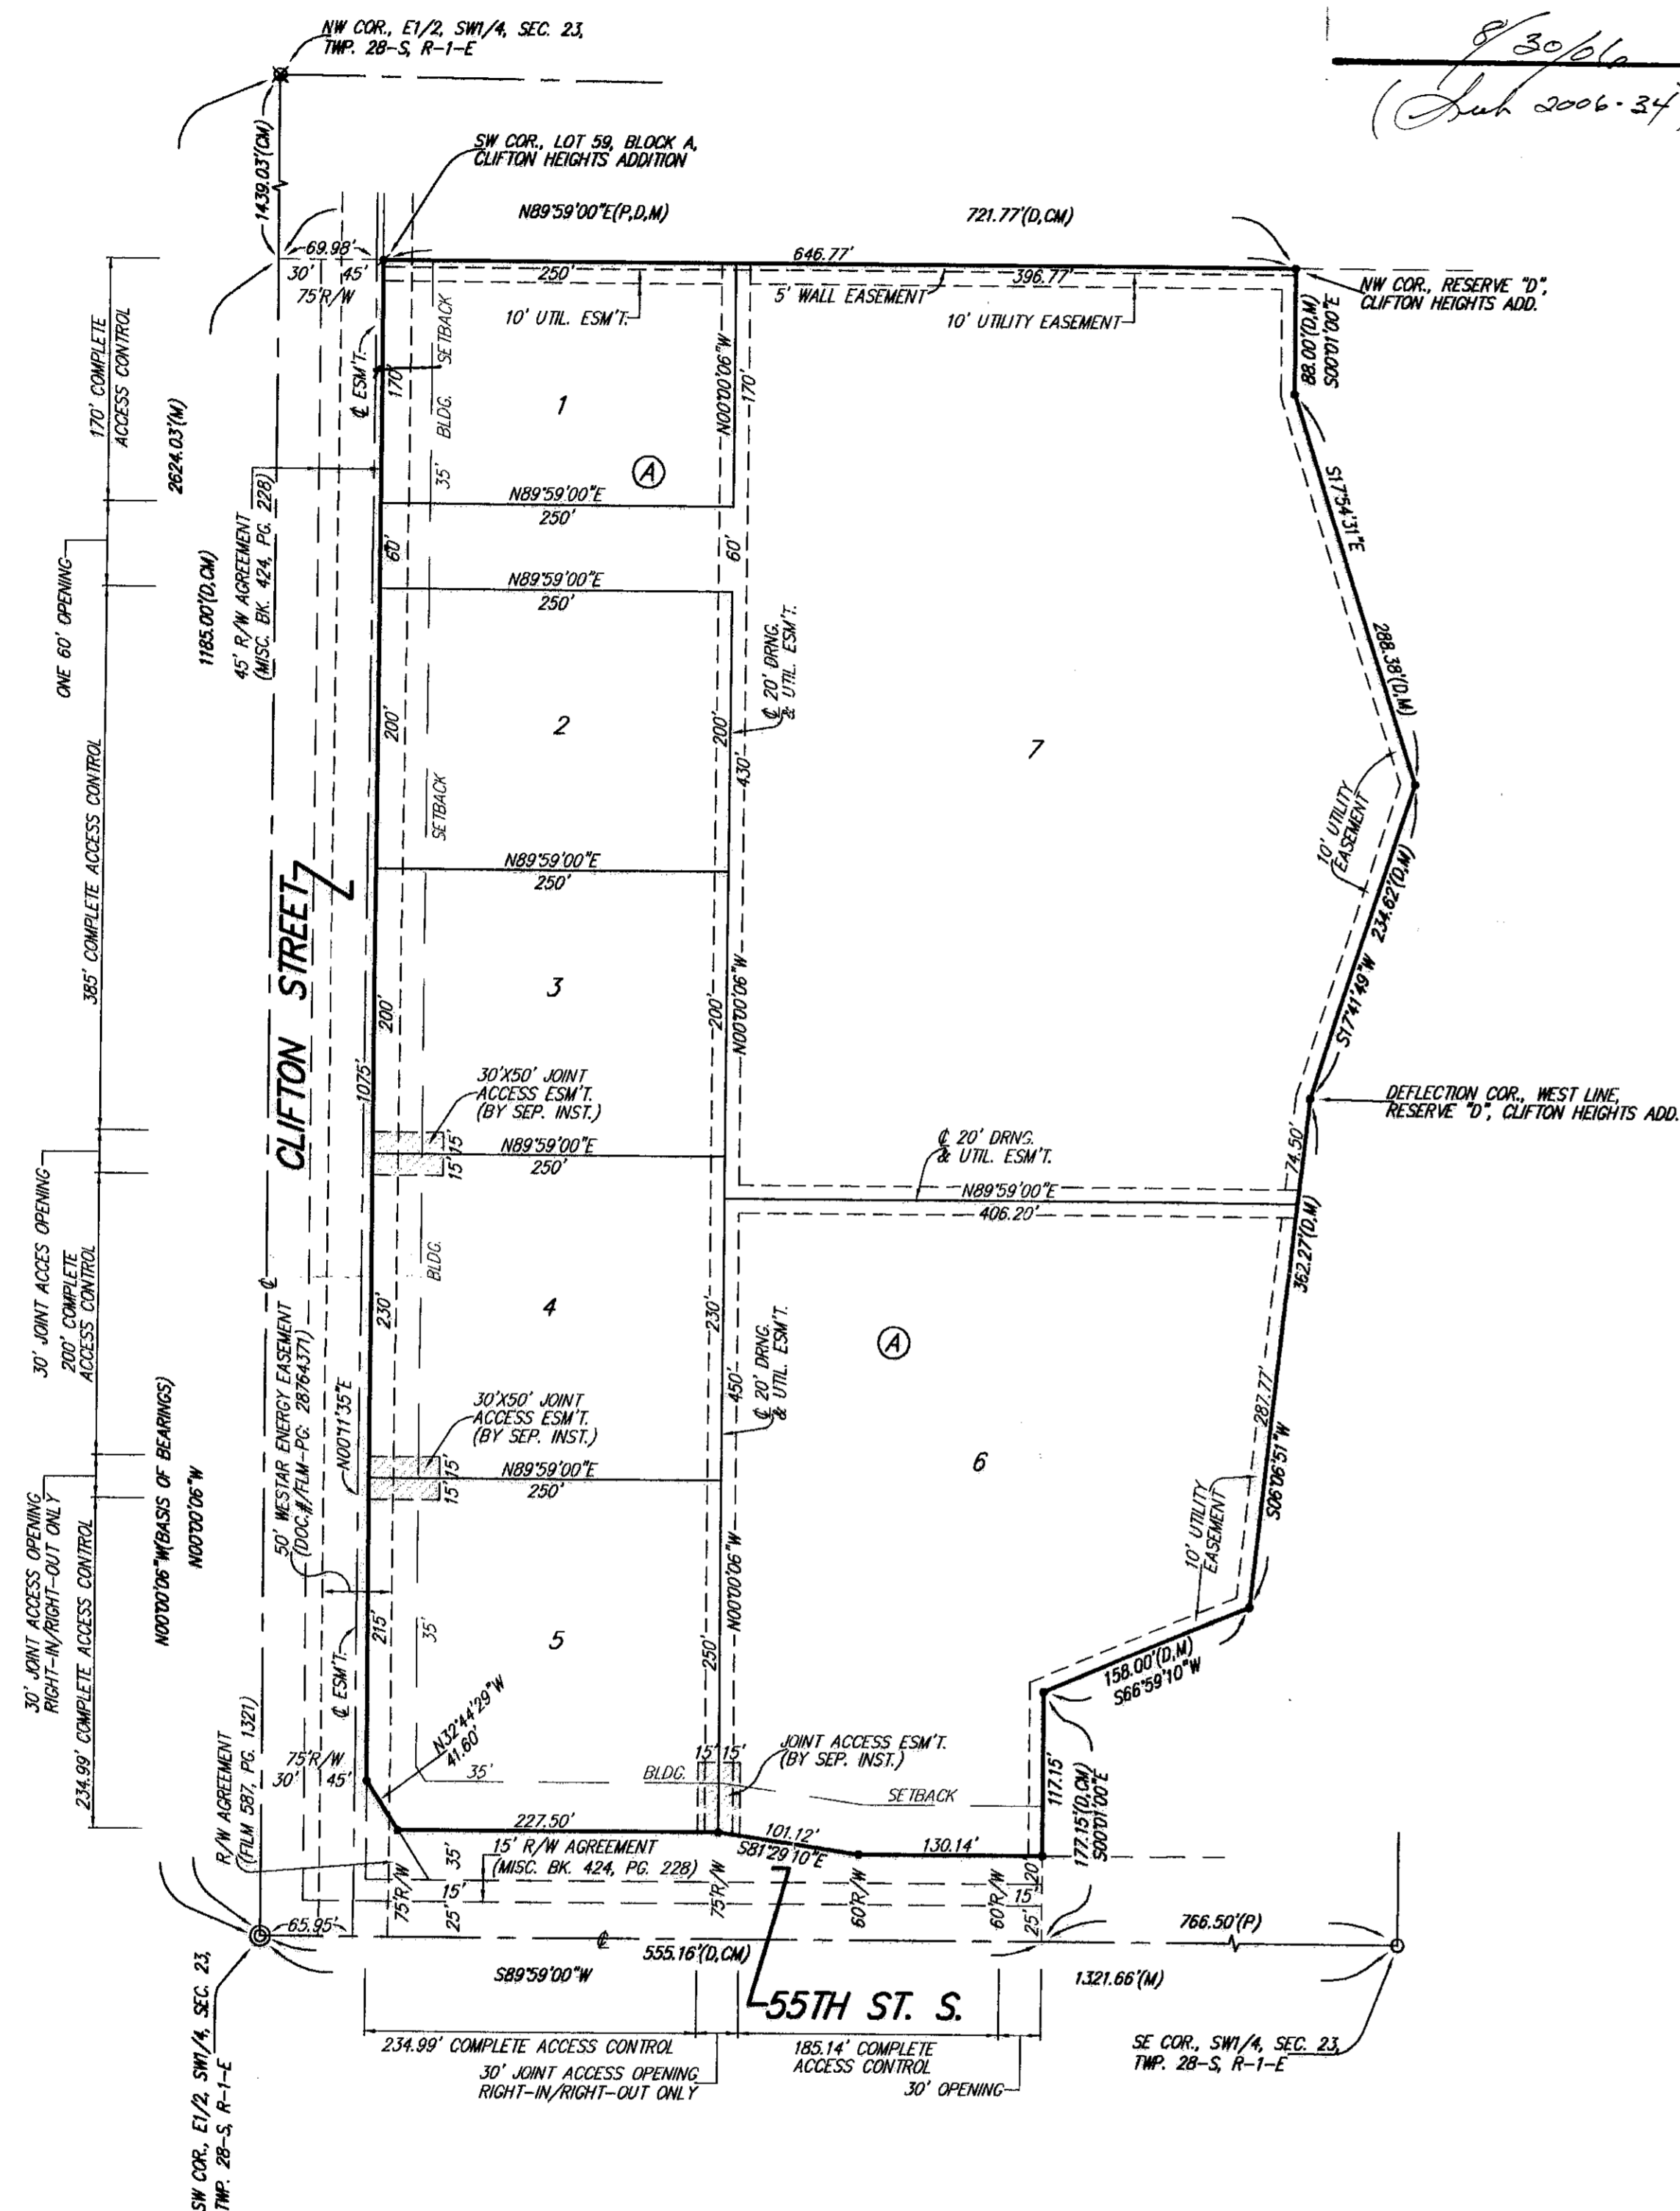 8/30/06
2006-34
NW COR., E1/2, SW1/4, SEC. 23,
TWP. 28-S, R-1-E
SW COR., LOT 59, BLOCK A,
CLIFTON HEIGHTS ADDITION
1439.03'(CM)
N89°59'00"E(P,D,M)
721.77'(D,CM)
69.98'
30' 45'
75'R/W
646.77'
250'
396.77'
5' WALL EASEMENT
10' UTIL. ESM'T.
10' UTILITY EASEMENT
NW COR., RESERVE "D",
CLIFTON HEIGHTS ADD.
88.00'(D,M)
S00°01'00"E
170' COMPLETE
ACCESS CONTROL
2624.03'(M)
1185.00'(D,CM)
45' R/W AGREEMENT
(MISC. BK. 424, PG. 228)
₵ ESM'T.
170'
35' BLDG. SETBACK
1
A
N00°00'06"W
170'
N89°59'00"E
250'
S17°54'31"E
288.38'(D,M)
ONE 60' OPENING
60'
60'
N89°59'00"E
250'
385' COMPLETE ACCESS CONTROL
200'
2
SETBACK
200'
430'
₵ 20' DRNG.
& UTIL. ESM'T.
7
10' UTILITY
EASEMENT
N89°59'00"E
250'
CLIFTON STREET
200'
3
200'
N00°00'06"W
S17°41'49"W 234.62'(D,M)
1075'
30'X50' JOINT
ACCESS ESM'T.
(BY SEP. INST.)
15' 15'
N89°59'00"E
250'
DEFLECTION COR., WEST LINE,
RESERVE "D", CLIFTON HEIGHTS ADD.
74.50'
₵ 20' DRNG.
& UTIL. ESM'T.
N89°59'00"E
406.20'
362.27'(D,M)
30' JOINT ACCES OPENING
200' COMPLETE
ACCESS CONTROL
₵
BLDG.
230'
4
230'
450'
₵ 20' DRNG.
& UTIL. ESM'T.
A
287.77'
S06°06'51"W
N00°00'06"W(BASIS OF BEARINGS)
N00°00'06"W
50' WESTAR ENERGY EASEMENT
(DOC.#/FLM-PG: 28764371)
N00°11'35"E
30'X50' JOINT
ACCESS ESM'T.
(BY SEP. INST.)
15' 15'
N89°59'00"E
250'
6
10' UTILITY
EASEMENT
30' JOINT ACCESS OPENING
RIGHT-IN/RIGHT-OUT ONLY
234.99' COMPLETE ACCESS CONTROL
215'
35'
5
250'
N00°00'06"W
158.00'(D,M)
S66°59'10"W
R/W AGREEMENT
(FILM 587, PG. 1321)
₵ ESM'T.
N32°44'29"W
41.60'
75'R/W
30' 45'
35'
BLDG.
SETBACK
15' 15'
JOINT ACCESS ESM'T.
(BY SEP. INST.)
117.15'
177.15'(D,CM)
S00°01'00"E
227.50'
101.12'
S81°29'10"E
130.14'
15' R/W AGREEMENT
(MISC. BK. 424, PG. 228)
75'R/W
35'
15'
25'
75'R/W
60'R/W
60'R/W
20'
15'
25'
65.95'
₵
555.16'(D,CM)
S89°59'00"W
766.50'(P)
1321.66'(M)
55TH ST. S.
234.99' COMPLETE ACCESS CONTROL
30' JOINT ACCESS OPENING
RIGHT-IN/RIGHT-OUT ONLY
185.14' COMPLETE
ACCESS CONTROL
30' OPENING
SE COR., SW1/4, SEC. 23,
TWP. 28-S, R-1-E
SW COR., E1/2, SW1/4, SEC. 23,
TWP. 28-S, R-1-E